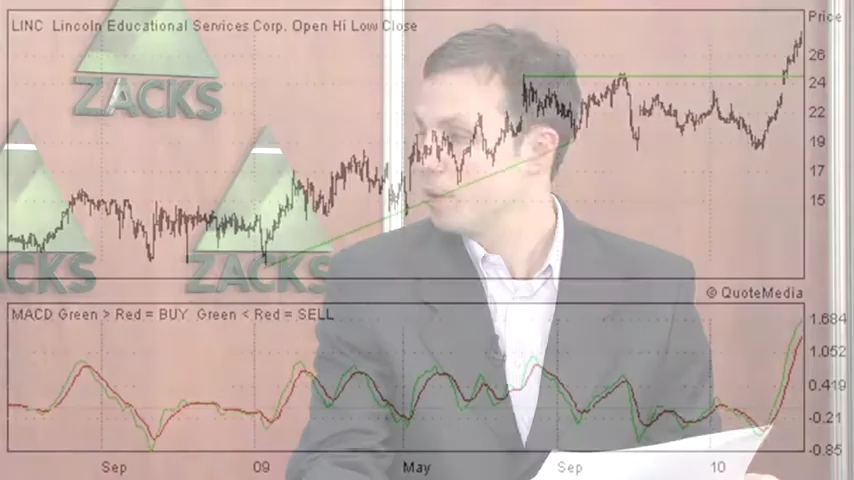 LINC Lincoln Educational Services Corp. Open Hi Low Close
Price
26
24
22
19
17
15
ZACKS
ZACKS
ZACKS
© QuoteMedia
MACD Green > Red = BUY Green < Red = SELL
1.684
1.052
0.419
-0.21
-0.85
Sep
09
May
Sep
10